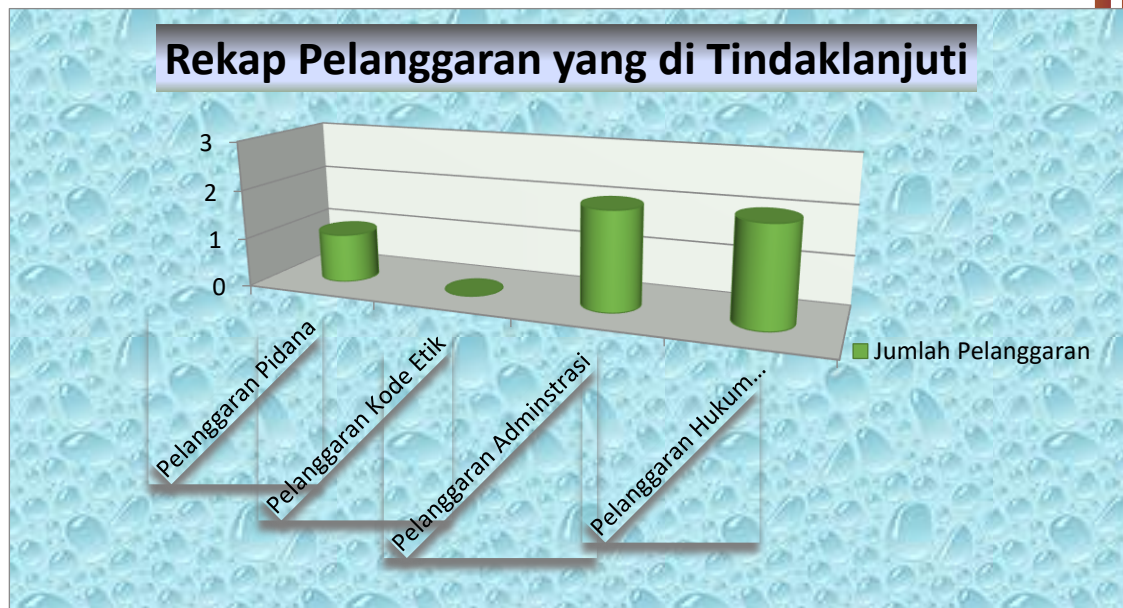 Rekap Pelanggaran yang di Tindaklanjuti
3
2
1
0
Pelanggaran Pidana
Pelanggaran Kode Etik
Pelanggaran Adminstrasi
Pelanggaran Hukum...
Jumlah Pelanggaran